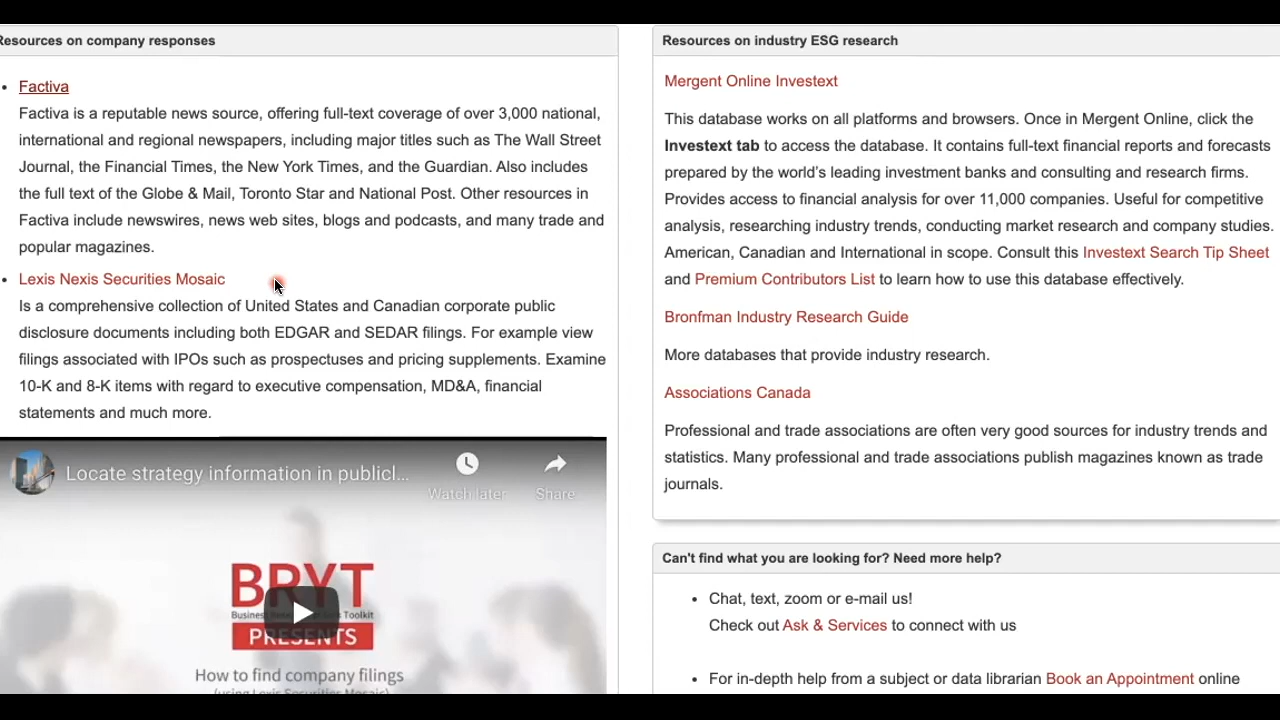 Resources on company responses
Factiva
Factiva is a reputable news source, offering full-text coverage of over 3,000 national,
international and regional newspapers, including major titles such as The Wall Street
Journal, the Financial Times, the New York Times, and the Guardian. Also includes
the full text of the Globe & Mail, Toronto Star and National Post. Other resources in
Factiva include newswires, news web sites, blogs and podcasts, and many trade and
popular magazines.
Lexis Nexis Securities Mosaic
Is a comprehensive collection of United States and Canadian corporate public
disclosure documents including both EDGAR and SEDAR filings. For example view
filings associated with IPOs such as prospectuses and pricing supplements. Examine
10-K and 8-K items with regard to executive compensation, MD&A, financial
statements and much more.
Locate strategy information in publicl...
Watch later
Share
BRYT
PRESENTS
How to find company filings
(using Lexis Securities Mosaic)
Resources on industry ESG research
Mergent Online Investext
This database works on all platforms and browsers. Once in Mergent Online, click the
Investext tab to access the database. It contains full-text financial reports and forecasts
prepared by the world's leading investment banks and consulting and research firms.
Provides access to financial analysis for over 11,000 companies. Useful for competitive
analysis, researching industry trends, conducting market research and company studies.
American, Canadian and International in scope. Consult this Investext Search Tip Sheet
and Premium Contributors List to learn how to use this database effectively.
Bronfman Industry Research Guide
More databases that provide industry research.
Associations Canada
Professional and trade associations are often very good sources for industry trends and
statistics. Many professional and trade associations publish magazines known as trade
journals.
Can't find what you are looking for? Need more help?
Chat, text, zoom or e-mail us!
Check out Ask & Services to connect with us
For in-depth help from a subject or data librarian Book an Appointment online